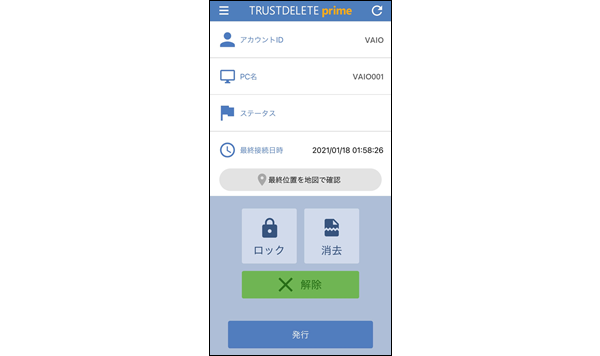 TRUSTDELETE prime
アカウントID VAIO
PC名 VAIO001
ステータス
最終接続日時 2021/01/18 01:58:26
最終位置を地図で確認
ロック 消去
解除
発行